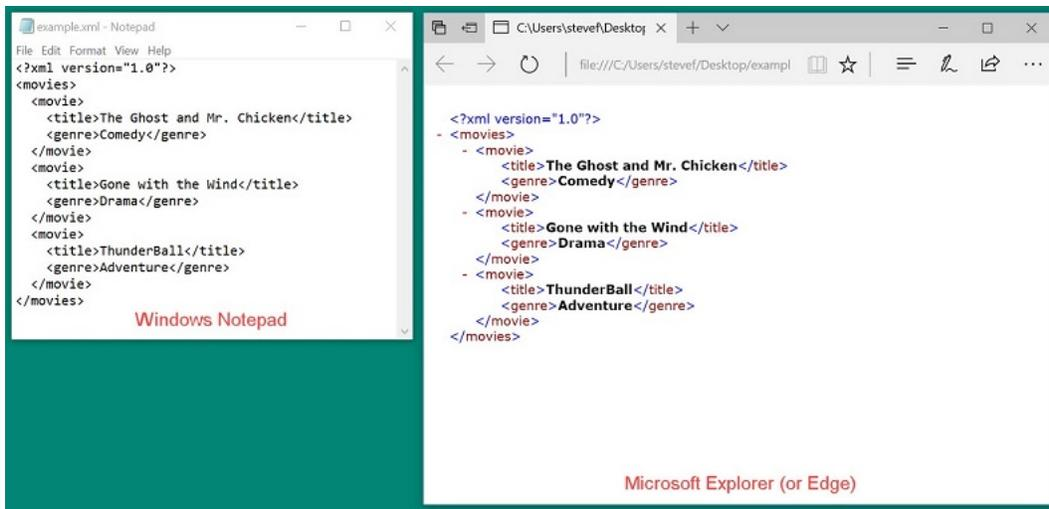 example.xml - Notepad
File Edit Format View Help
<?xml version="1.0"?>
<movies>
<movie>
<title>The Ghost and Mr. Chicken</title>
<genre>Comedy</genre>
</movie>
<movie>
<title>Gone with the Wind</title>
<genre>Drama</genre>
</movie>
<movie>
<title>ThunderBall</title>
<genre>Adventure</genre>
</movie>
</movies>
Windows Notepad
C:\Users\stevef\Desktop
file:///C:/Users/stevef/Desktop/exampl
<?xml version="1.0"?>
- <movies>
- <movie>
<title>The Ghost and Mr. Chicken</title>
<genre>Comedy</genre>
</movie>
- <movie>
<title>Gone with the Wind</title>
<genre>Drama</genre>
</movie>
- <movie>
<title>ThunderBall</title>
<genre>Adventure</genre>
</movie>
</movies>
Microsoft Explorer (or Edge)